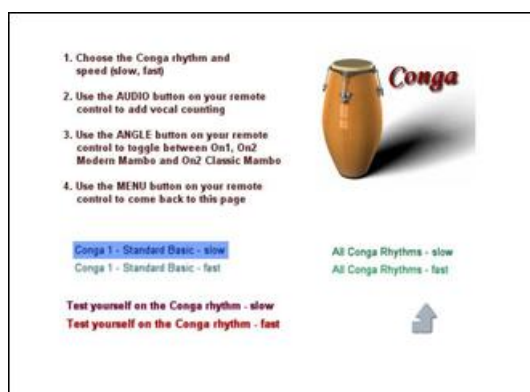 1. Choose the Conga rhythm and
speed (slow, fast)
Conga
2. Use the AUDIO button on your remote
control to add vocal counting
3. Use the ANGLE button on your remote
control to toggle between On1, On2
Modern Mambo and On2 Classic Mambo
4. Use the MENU button on your remote
control to come back to this page
Conga 1 - Standard Basic - slow
Conga 1 - Standard Basic - fast
All Conga Rhythms - slow
All Conga Rhythms - fast
Test yourself on the Conga rhythm - slow
Test yourself on the Conga rhythm - fast